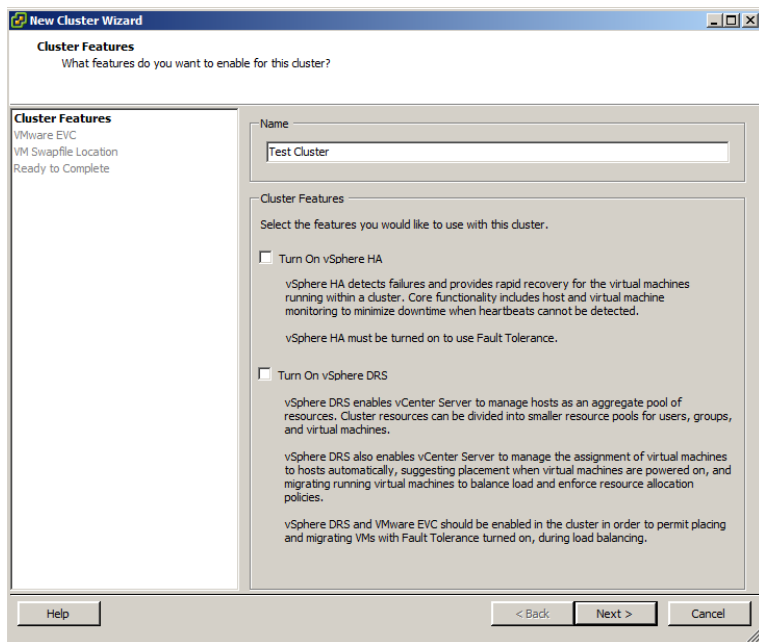 New Cluster Wizard
Cluster Features
What features do you want to enable for this cluster?
Cluster Features
VMware EVC
VM Swapfile Location
Ready to Complete
Name
Test Cluster
Cluster Features
Select the features you would like to use with this cluster.
Turn On vSphere HA
vSphere HA detects failures and provides rapid recovery for the virtual machines
running within a cluster. Core functionality includes host and virtual machine
monitoring to minimize downtime when heartbeats cannot be detected.
vSphere HA must be turned on to use Fault Tolerance.
Turn On vSphere DRS
vSphere DRS enables vCenter Server to manage hosts as an aggregate pool of
resources. Cluster resources can be divided into smaller resource pools for users, groups,
and virtual machines.
vSphere DRS also enables vCenter Server to manage the assignment of virtual machines
to hosts automatically, suggesting placement when virtual machines are powered on, and
migrating running virtual machines to balance load and enforce resource allocation
policies.
vSphere DRS and VMware EVC should be enabled in the cluster in order to permit placing
and migrating VMs with Fault Tolerance turned on, during load balancing.
Help
< Back
Next >
Cancel